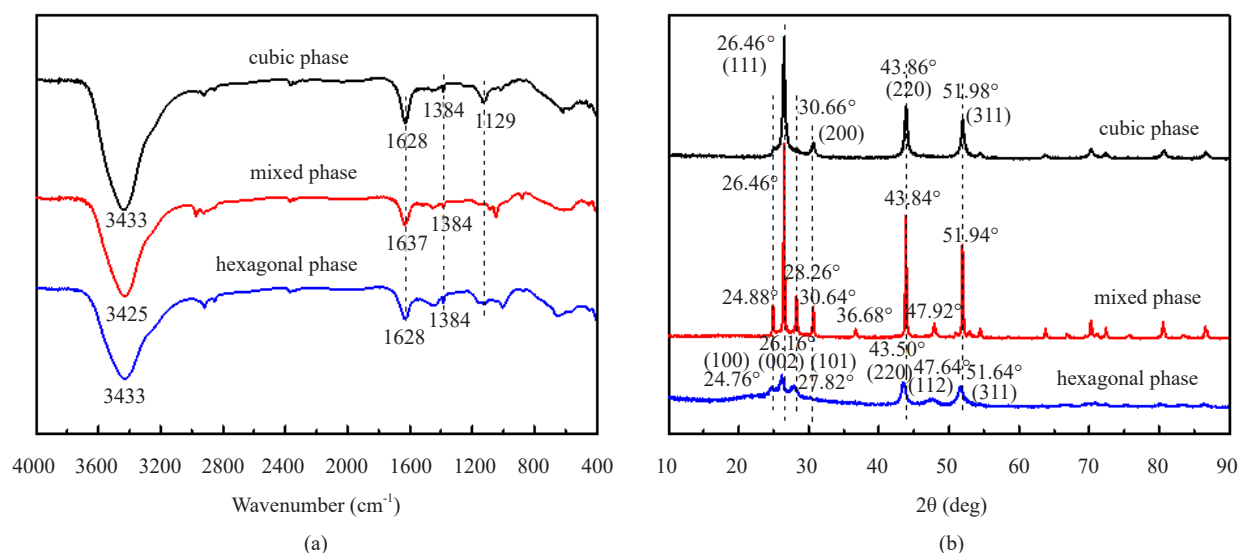 cubic phase
1384
1129
1628
mixed phase
3433
1384
1637
hexagonal phase
3425
1384
1628
3433
4000 3600 3200 2800 2400 2000 1600 1200 800 400
Wavenumber (cm⁻¹)
(a)
26.46°
(111)
43.86°
(220)
51.98°
(311)
30.66°
(200)
cubic phase
26.46°
43.84°
51.94°
28.26°
24.88°
30.64°
36.68°
47.92°
mixed phase
26.16°
43.50°
(100) (002) (101)
47.64°
(220)
51.64°
24.76°
27.82°
(112)
(311)
hexagonal phase
10 20 30 40 50 60 70 80 90
2θ (deg)
(b)